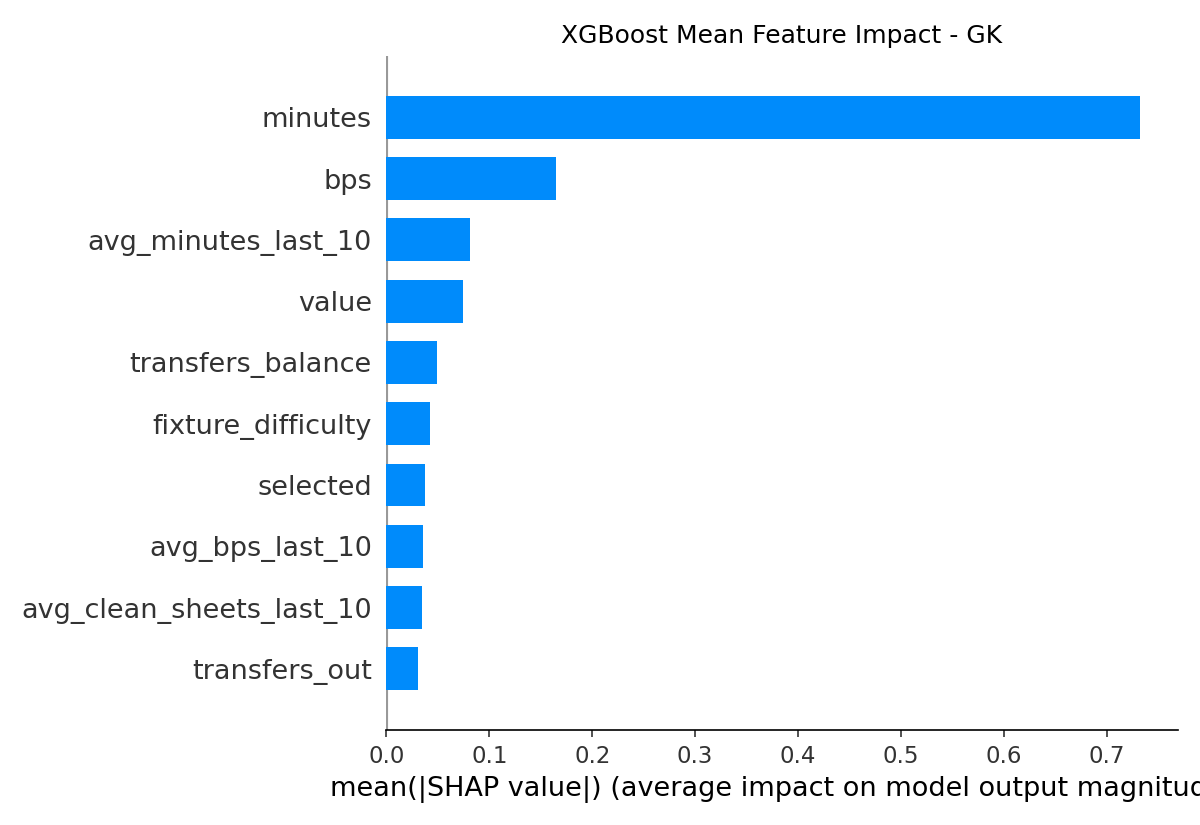 XGBoost Mean Feature Impact - GK
minutes
bps
avg_minutes_last_10
value
transfers_balance
fixture_difficulty
selected
avg_bps_last_10
avg_clean_sheets_last_10
transfers_out
0.0 0.1 0.2 0.3 0.4 0.5 0.6 0.7
mean(|SHAP value|) (average impact on model output magnitud